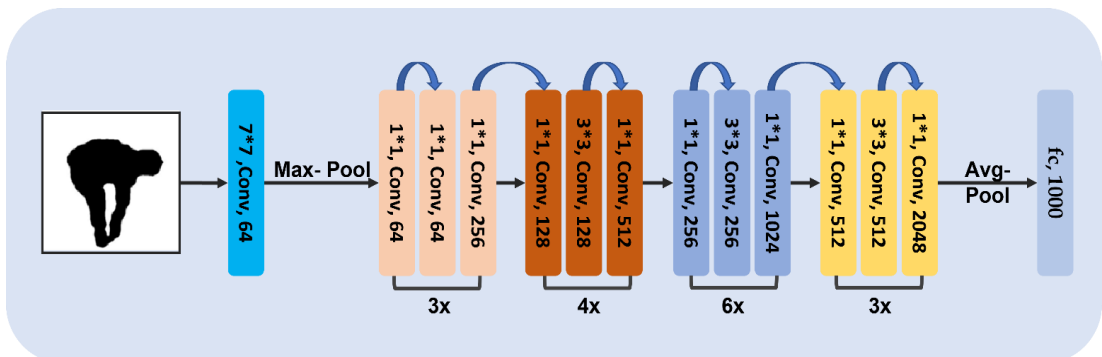 7*7 ,Conv, 64
Max- Pool
1*1, Conv, 64
1*1, Conv, 64
1*1, Conv, 256
3x
1*1, Conv, 128
3*3, Conv, 128
1*1, Conv, 512
4x
1*1, Conv, 256
3*3, Conv, 256
1*1, Conv, 1024
6x
1*1, Conv, 512
3*3, Conv, 512
1*1, Conv, 2048
3x
Avg-
Pool
fc, 1000